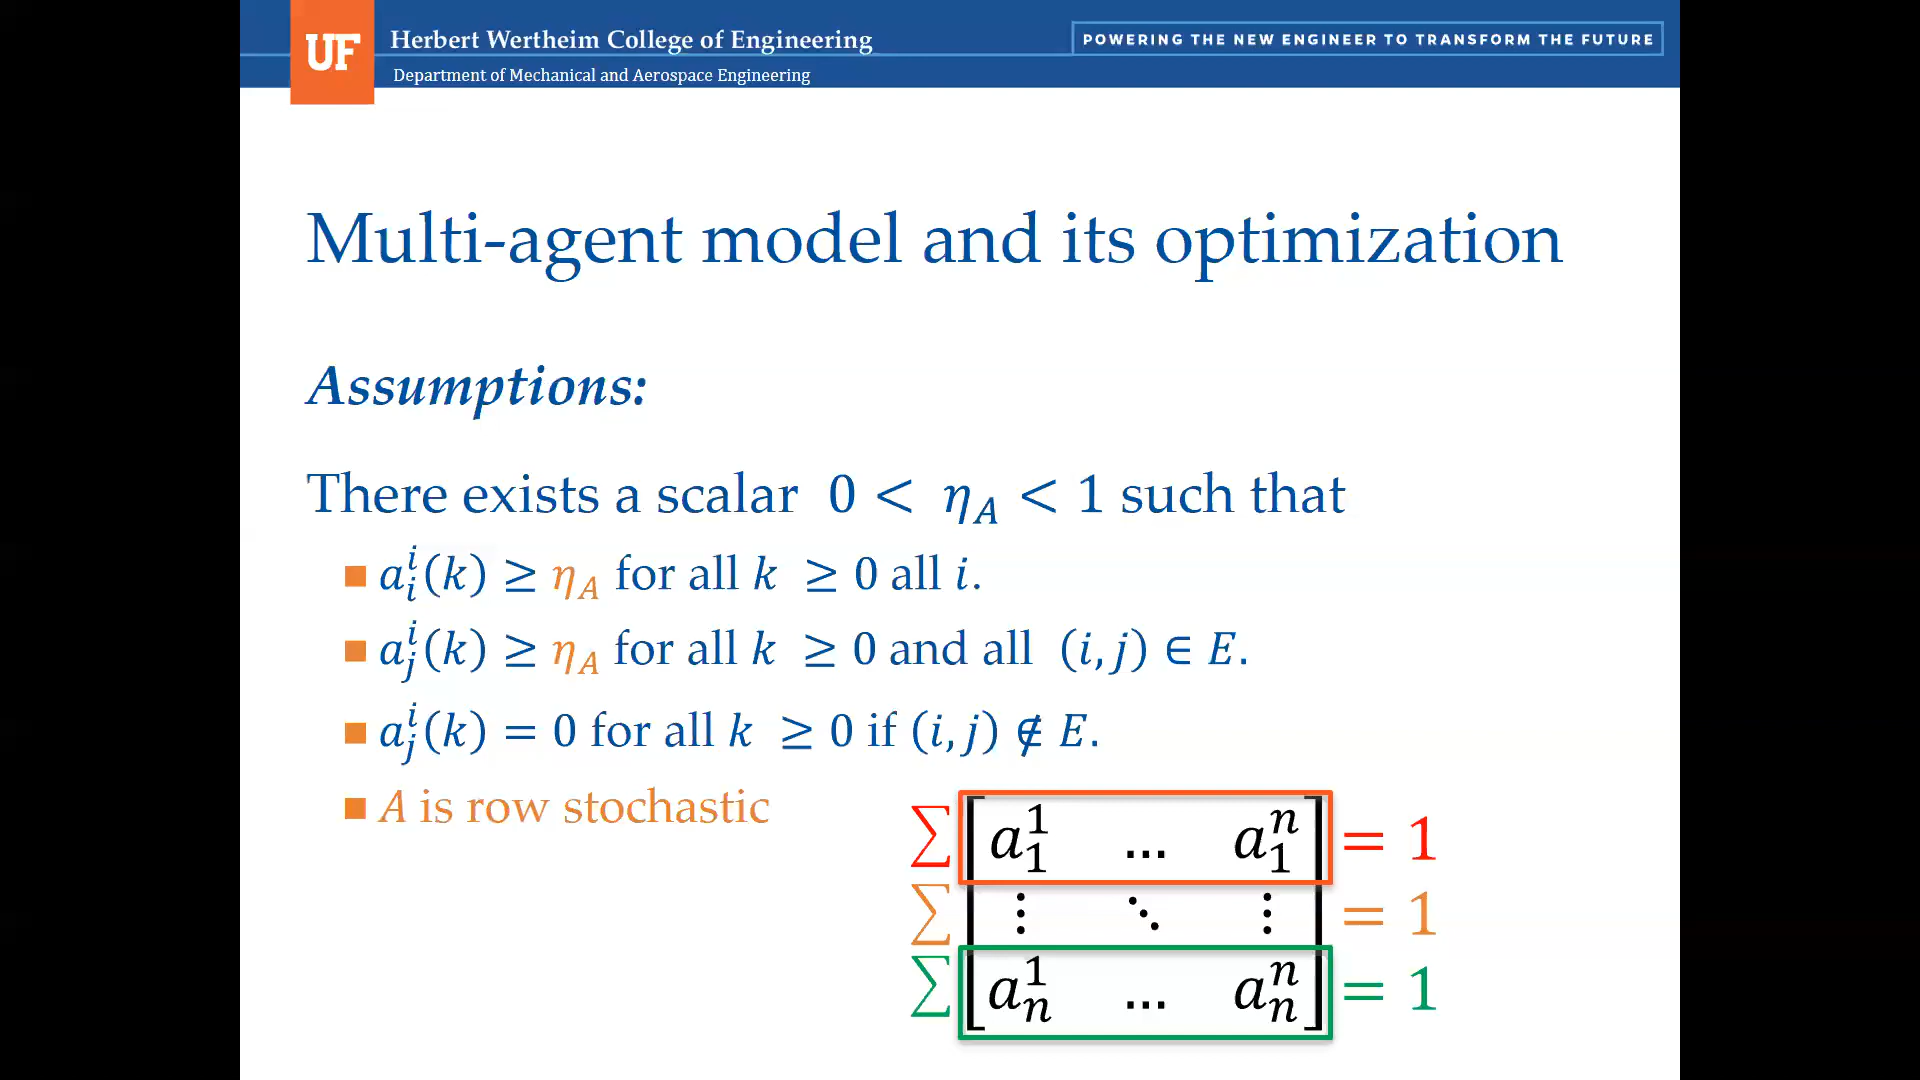 UF
Herbert Wertheim College of Engineering
Department of Mechanical and Aerospace Engineering
POWERING THE NEW ENGINEER TO TRANSFORM THE FUTURE
Multi-agent model and its optimization
Assumptions:
There exists a scalar 0 < η_A < 1 such that
■ a_i^i(k) ≥ η_A for all k ≥ 0 all i.
■ a_j^i(k) ≥ η_A for all k ≥ 0 and all (i, j) ∈ E.
■ a_j^i(k) = 0 for all k ≥ 0 if (i, j) ∉ E.
■ A is row stochastic
∑ [a_1^1 … a_1^n] = 1
∑ ⋮ ⋱ ⋮ = 1
∑ [a_n^1 … a_n^n] = 1